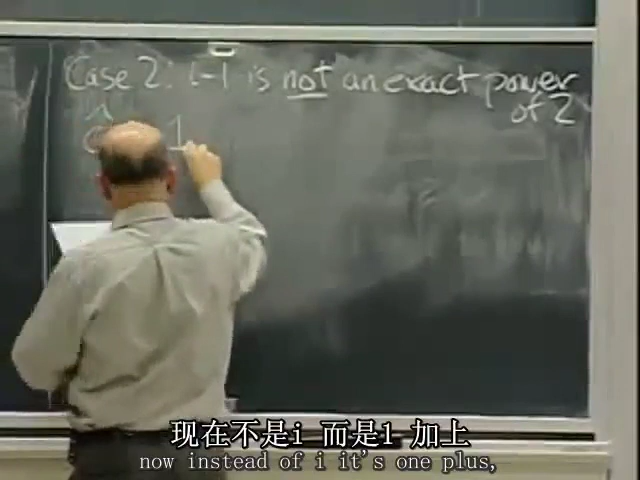 Case 2: i-1 is not an exact power
of 2
1
现在不是i 而是1 加上
now instead of i it's one plus,